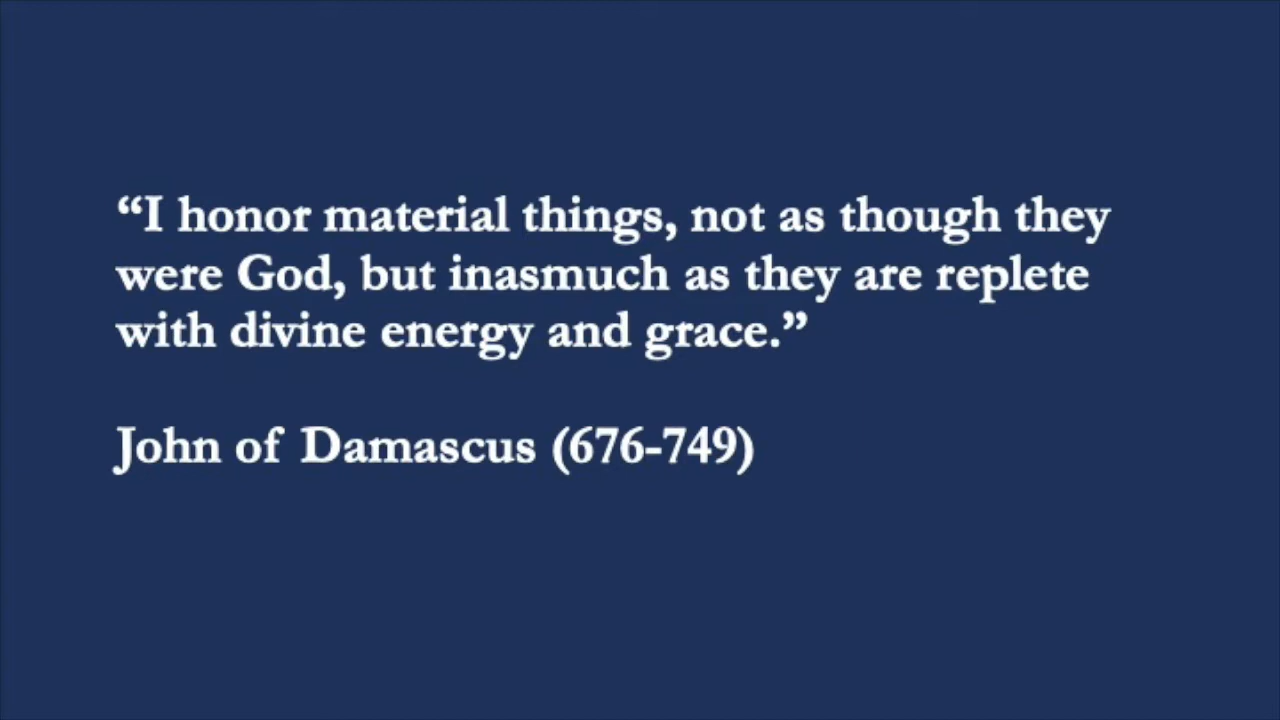 “I honor material things, not as though they
were God, but inasmuch as they are replete
with divine energy and grace.”
John of Damascus (676-749)